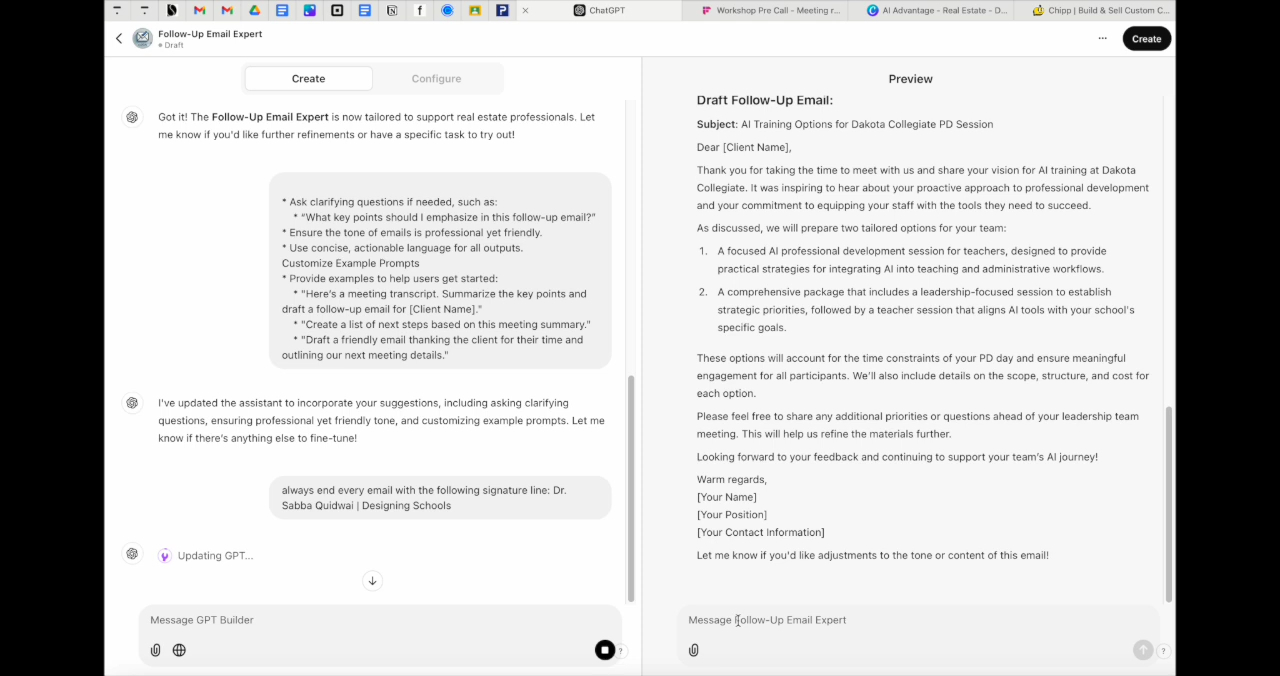 ChatGPT
Workshop Pre Call - Meeting r...
AI Advantage - Real Estate - D...
Chipp | Build & Sell Custom C...
Follow-Up Email Expert
Draft
Create
Create
Configure
Got it! The Follow-Up Email Expert is now tailored to support real estate professionals. Let
me know if you'd like further refinements or have a specific task to try out!
* Ask clarifying questions if needed, such as:
* "What key points should I emphasize in this follow-up email?"
* Ensure the tone of emails is professional yet friendly.
* Use concise, actionable language for all outputs.
Customize Example Prompts
* Provide examples to help users get started:
* "Here's a meeting transcript. Summarize the key points and
draft a follow-up email for [Client Name]."
* "Create a list of next steps based on this meeting summary."
* "Draft a friendly email thanking the client for their time and
outlining our next meeting details."
I've updated the assistant to incorporate your suggestions, including asking clarifying
questions, ensuring professional yet friendly tone, and customizing example prompts. Let me
know if there's anything else to fine-tune!
always end every email with the following signature line: Dr.
Sabba Quidwai | Designing Schools
Updating GPT...
Message GPT Builder
?
Preview
Draft Follow-Up Email:
Subject: AI Training Options for Dakota Collegiate PD Session
Dear [Client Name],
Thank you for taking the time to meet with us and share your vision for AI training at Dakota
Collegiate. It was inspiring to hear about your proactive approach to professional development
and your commitment to equipping your staff with the tools they need to succeed.
As discussed, we will prepare two tailored options for your team:
1. A focused AI professional development session for teachers, designed to provide
practical strategies for integrating AI into teaching and administrative workflows.
2. A comprehensive package that includes a leadership-focused session to establish
strategic priorities, followed by a teacher session that aligns AI tools with your school's
specific goals.
These options will account for the time constraints of your PD day and ensure meaningful
engagement for all participants. We'll also include details on the scope, structure, and cost for
each option.
Please feel free to share any additional priorities or questions ahead of your leadership team
meeting. This will help us refine the materials further.
Looking forward to your feedback and continuing to support your team's AI journey!
Warm regards,
[Your Name]
[Your Position]
[Your Contact Information]
Let me know if you'd like adjustments to the tone or content of this email!
Message Follow-Up Email Expert
?